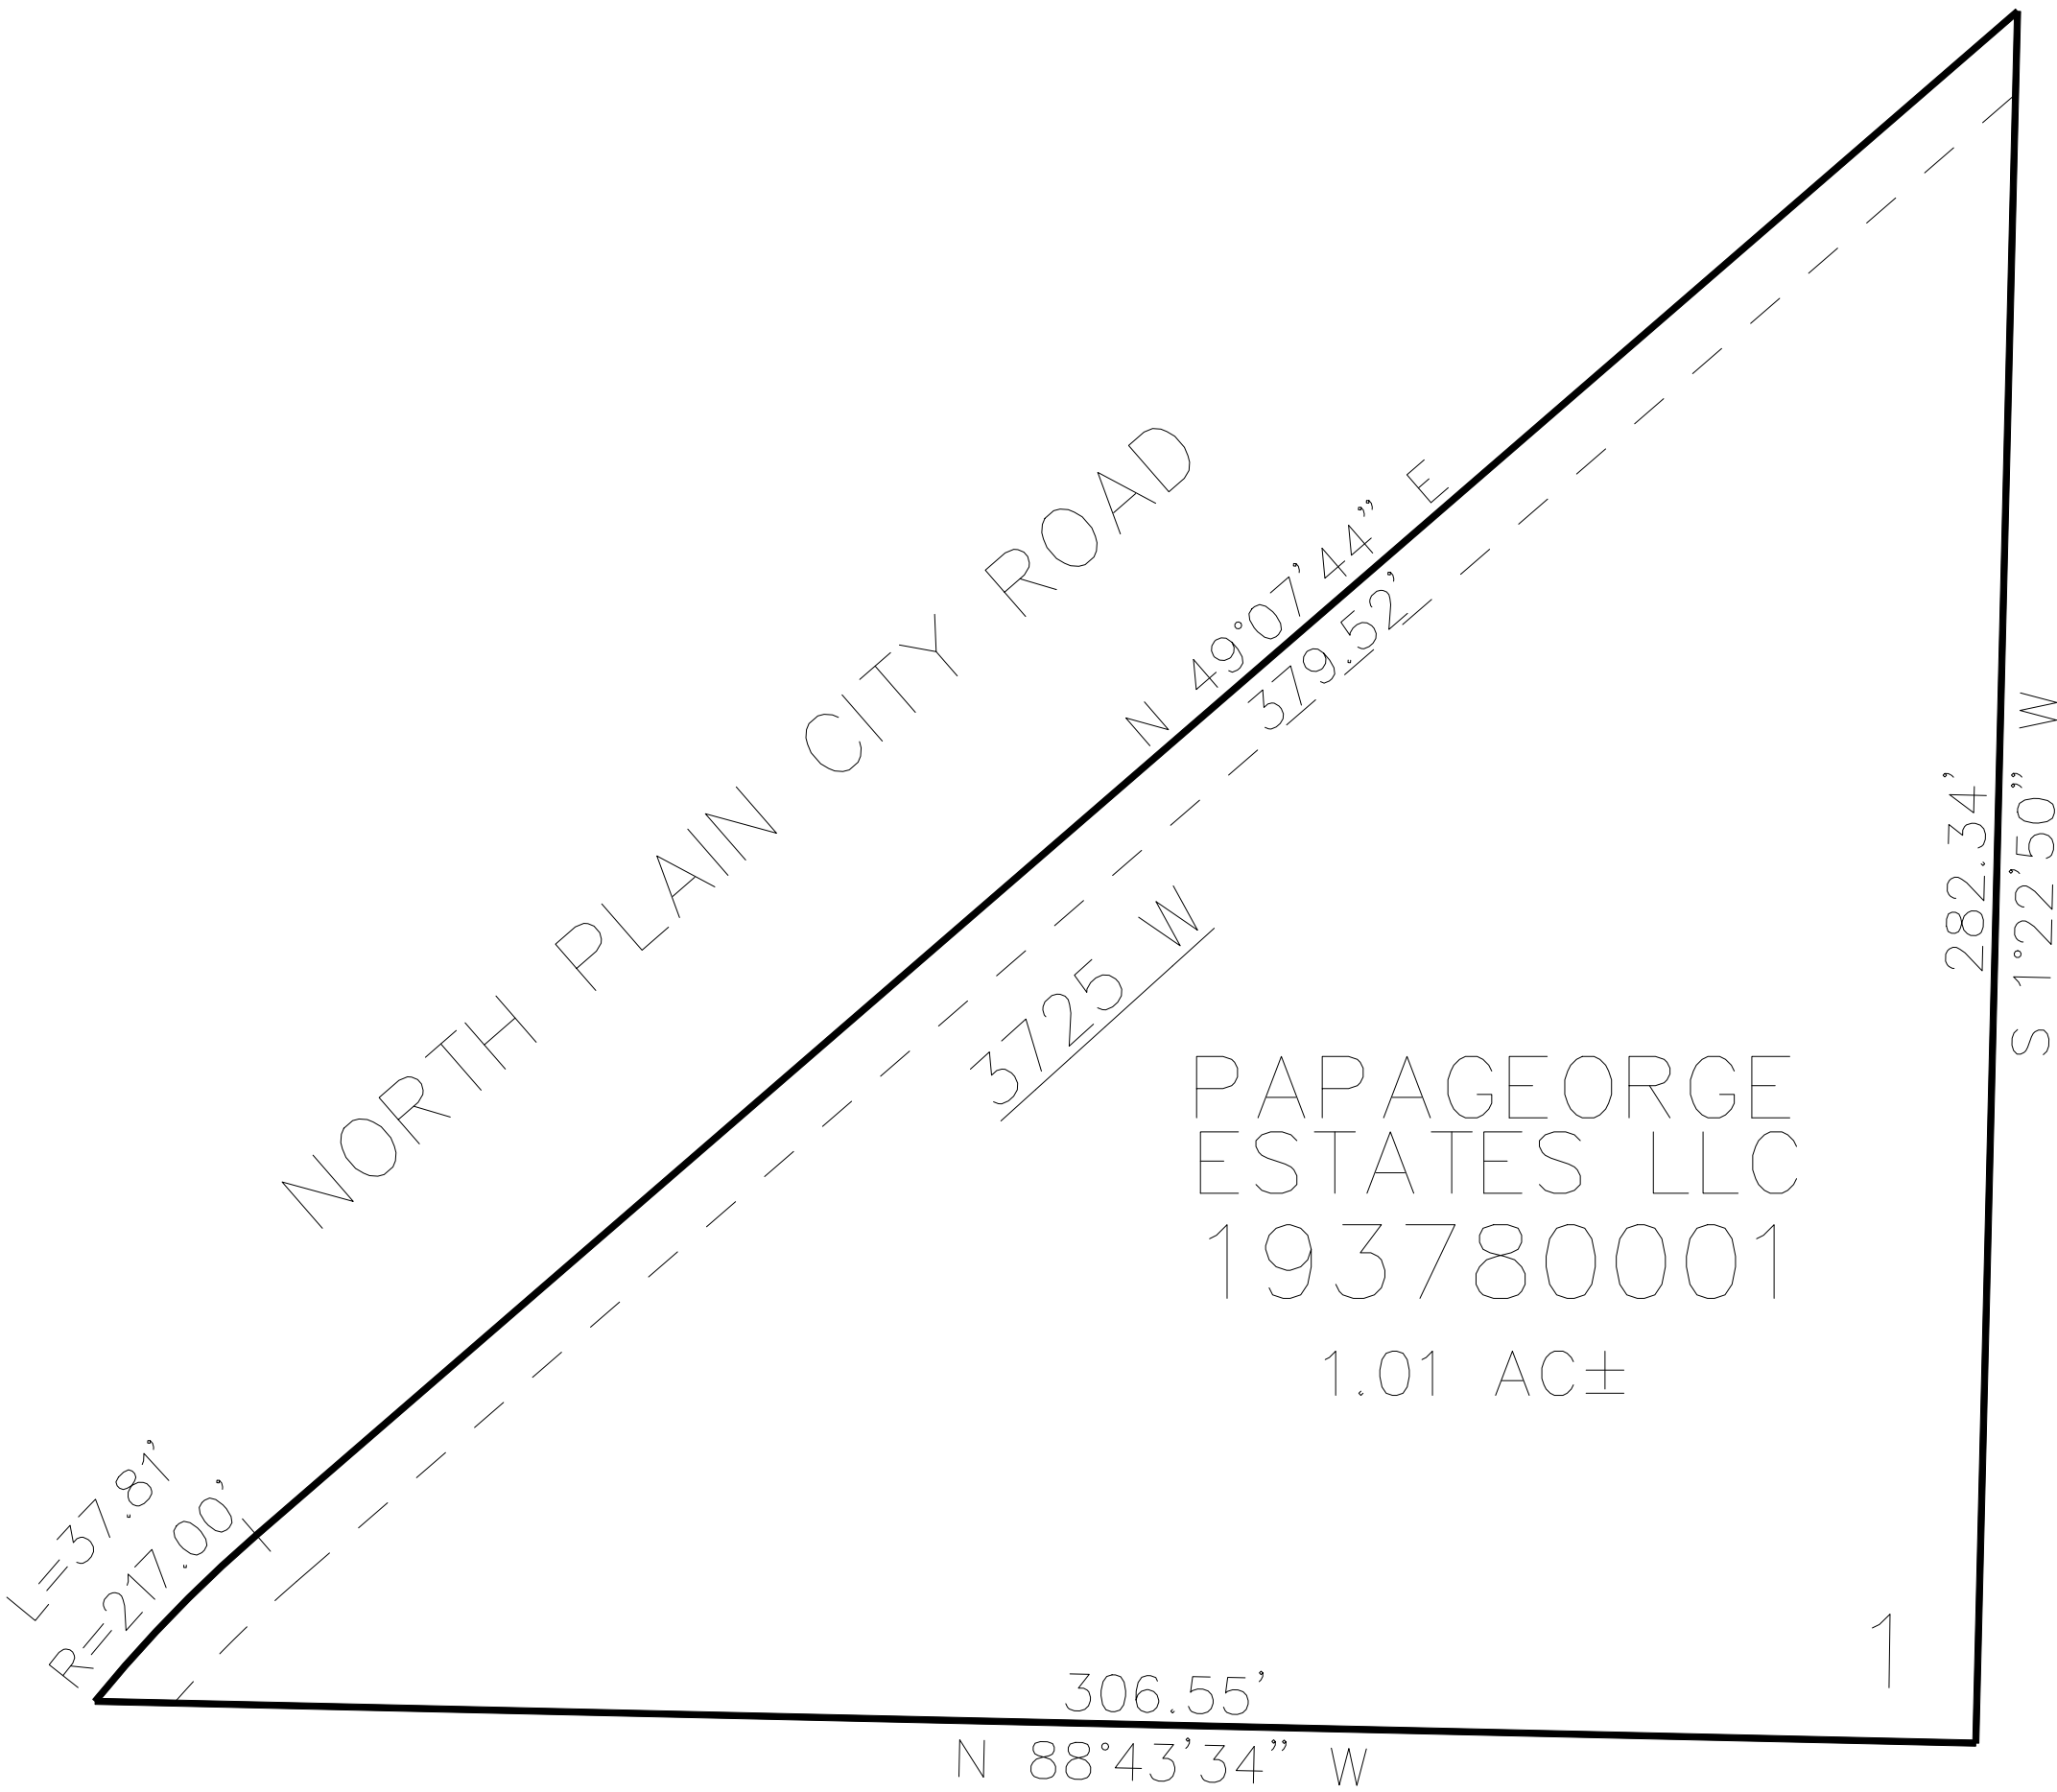 NORTH PLAIN CITY ROAD
N 49°07'44" E
379.52'
3725 W
282.34'
S 1°22'50" W
PAPAGEORGE
ESTATES LLC
193780001
1.01 AC±
L=37.81'
R=217.00'
1
306.55'
N 88°43'34" W